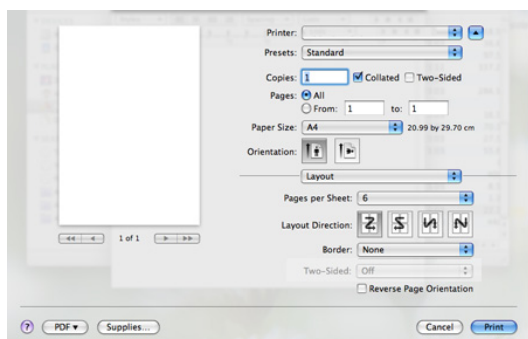 Printer:
Presets: Standard
Copies: 1 Collated Two-Sided
Pages: All
From: 1 to: 1
Paper Size: A4 20.99 by 29.70 cm
Orientation:
Layout
Pages per Sheet: 6
Layout Direction:
1 of 1
Border: None
Two-Sided: Off
Reverse Page Orientation
? PDF Supplies... Cancel Print